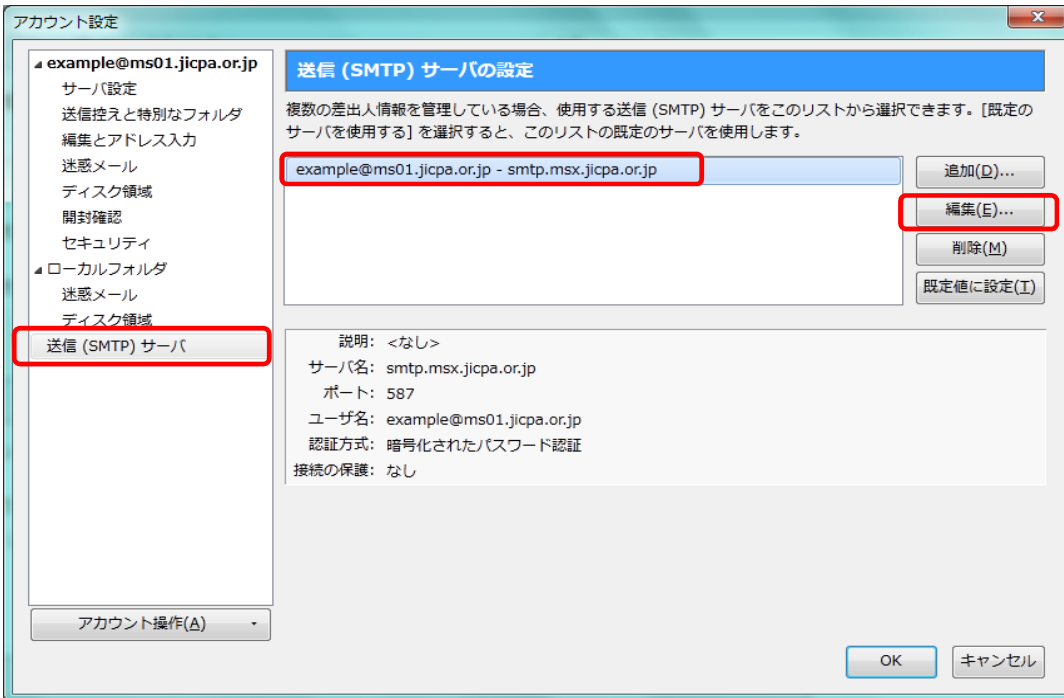 アカウント設定
example@ms01.jicpa.or.jp
サーバ設定
送信控えと特別なフォルダ
編集とアドレス入力
迷惑メール
ディスク領域
開封確認
セキュリティ
ローカルフォルダ
迷惑メール
ディスク領域
送信 (SMTP) サーバ
アカウント操作(A)
送信 (SMTP) サーバの設定
複数の差出人情報を管理している場合、使用する送信 (SMTP) サーバをこのリストから選択できます。[既定の
サーバを使用する] を選択すると、このリストの既定のサーバを使用します。
example@ms01.jicpa.or.jp - smtp.msx.jicpa.or.jp
追加(D)...
編集(E)...
削除(M)
既定値に設定(T)
説明: <なし>
サーバ名: smtp.msx.jicpa.or.jp
ポート: 587
ユーザ名: example@ms01.jicpa.or.jp
認証方式: 暗号化されたパスワード認証
接続の保護: なし
OK
キャンセル